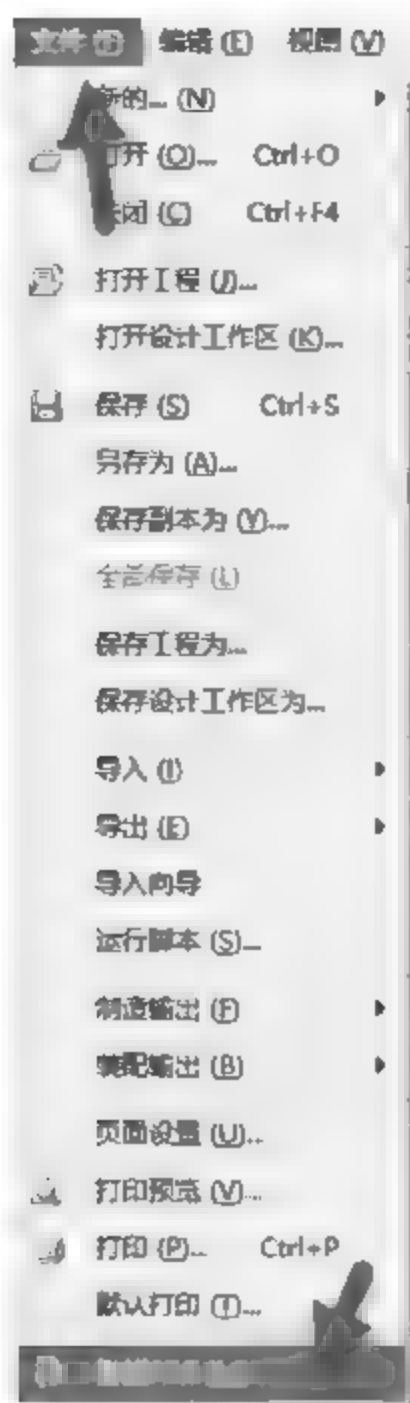 文件 (F) 编辑 (E) 视图 (V)
新的... (N)
打开 (O)... Ctrl+O
关闭 (C) Ctrl+F4
打开工程 (J)...
打开设计工作区 (K)...
保存 (S) Ctrl+S
另存为 (A)...
保存副本为 (Y)...
全部保存 (L)
保存工程为...
保存设计工作区为...
导入 (I)
导出 (E)
导入向导
运行脚本 (S)...
制造输出 (F)
装配输出 (B)
页面设置 (U)...
打印预览 (V)...
打印 (P)... Ctrl+P
默认打印 (T)...